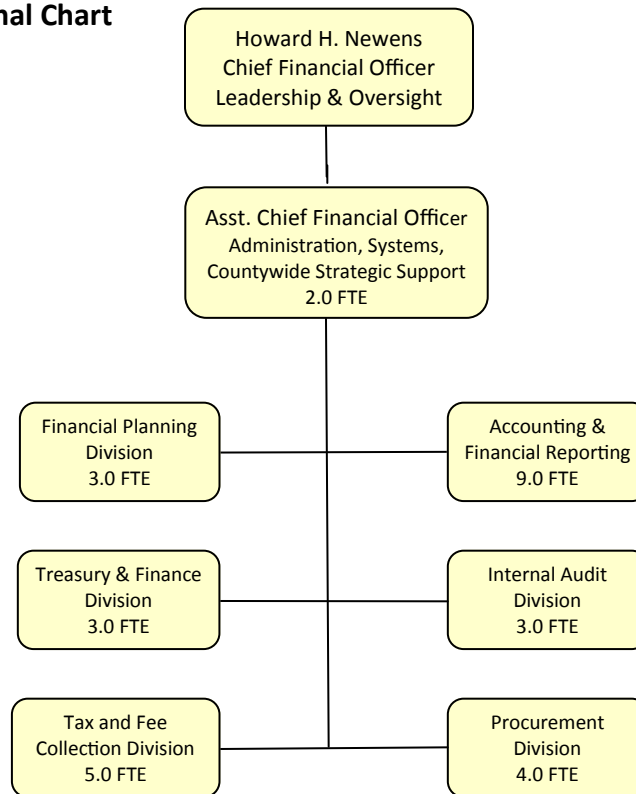 nal Chart
Howard H. Newens
Chief Financial Officer
Leadership & Oversight
Asst. Chief Financial Officer
Administration, Systems,
Countywide Strategic Support
2.0 FTE
Financial Planning
Division
3.0 FTE
Accounting &
Financial Reporting
9.0 FTE
Treasury & Finance
Division
3.0 FTE
Internal Audit
Division
3.0 FTE
Tax and Fee
Collection Division
5.0 FTE
Procurement
Division
4.0 FTE